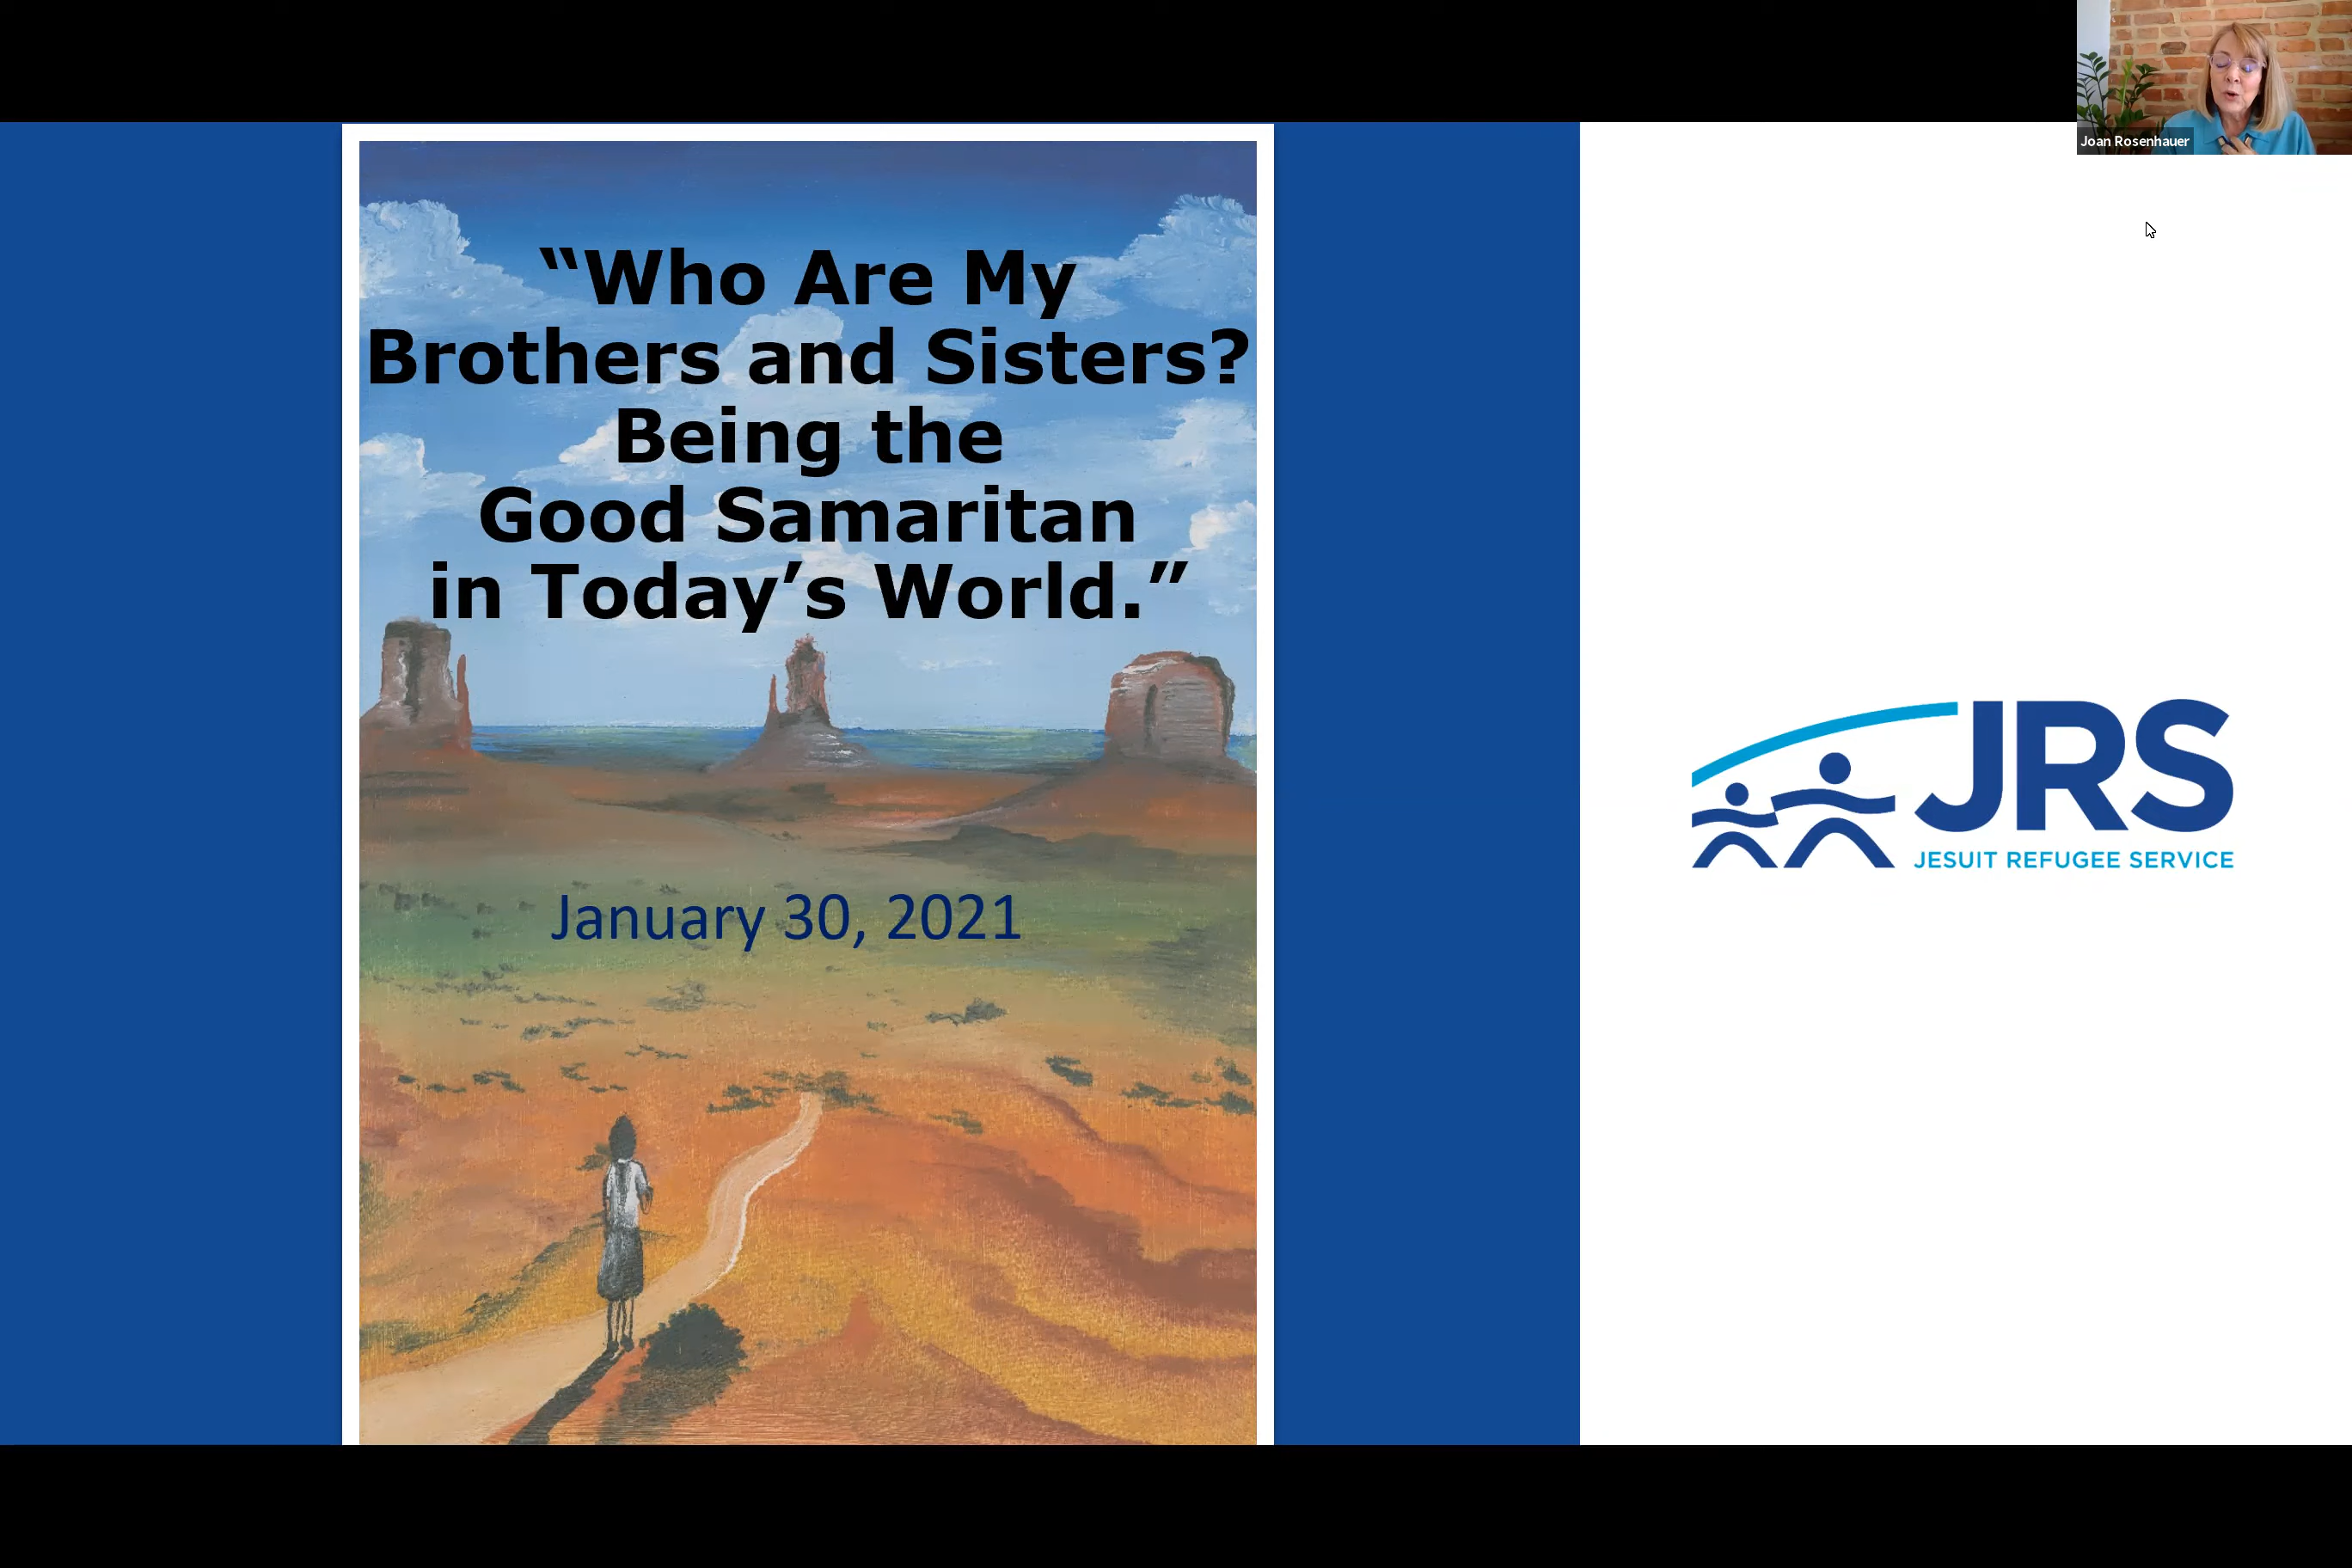 “Who Are My
Brothers and Sisters?
Being the
Good Samaritan
in Today’s World.”
January 30, 2021
JRS
JESUIT REFUGEE SERVICE
Joan Rosenhauer